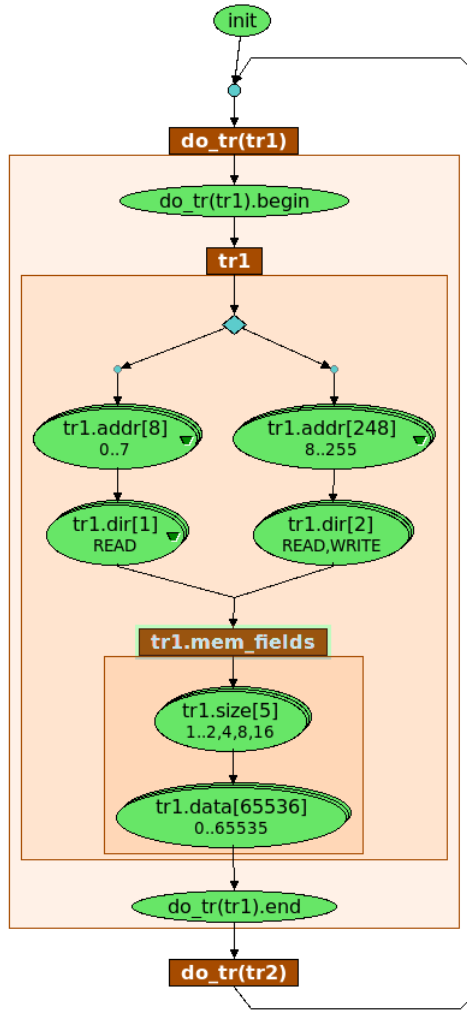 init
do_tr(tr1)
do_tr(tr1).begin
tr1
tr1.addr[8]
0..7
tr1.addr[248]
8..255
tr1.dir[1]
READ
tr1.dir[2]
READ,WRITE
tr1.mem_fields
tr1.size[5]
1..2,4,8,16
tr1.data[65536]
0..65535
do_tr(tr1).end
do_tr(tr2)